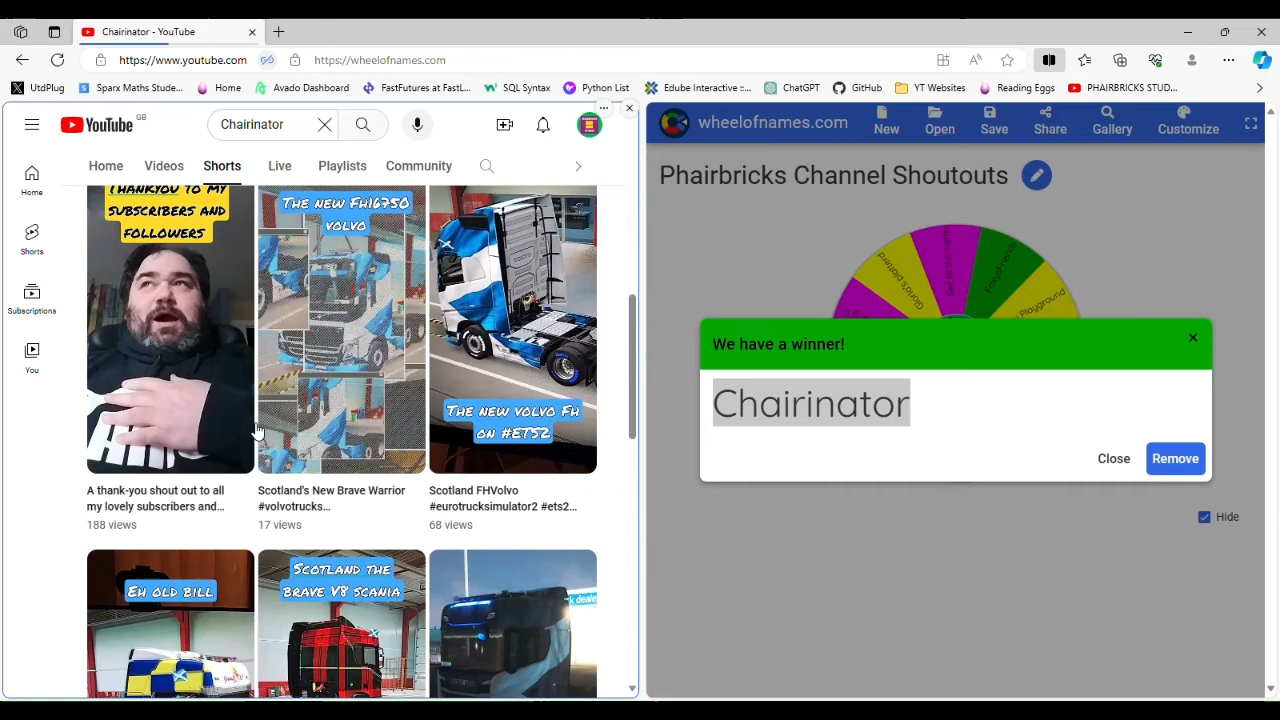 Chairinator - YouTube
https://www.youtube.com
https://wheelofnames.com
UtdPlug
Sparx Maths Stude...
Home
Avado Dashboard
FastFutures at FastL...
SQL Syntax
Python List
Edube Interactive ::...
ChatGPT
GitHub
YT Websites
Reading Eggs
PHAIRBRICKS STUD...
YouTube GB
Chairinator
Home
Videos
Shorts
Live
Playlists
Community
Home
Shorts
Subscriptions
You
THANKYOU TO MY
SUBSCRIBERS AND
FOLLOWERS
THE NEW FH16750
VOLVO
THE NEW VOLVO FH
ON #ETS2
A thank-you shout out to all
my lovely subscribers and...
188 views
Scotland's New Brave Warrior
#volvotrucks...
17 views
Scotland FHVolvo
#eurotrucksimulator2 #ets2...
68 views
EH OLD BILL
SCOTLAND THE
BRAVE V8 SCANIA
wheelofnames.com
New
Open
Save
Share
Gallery
Customize
Phairbricks Channel Shoutouts
Playground
We have a winner!
Chairinator
Close
Remove
Hide